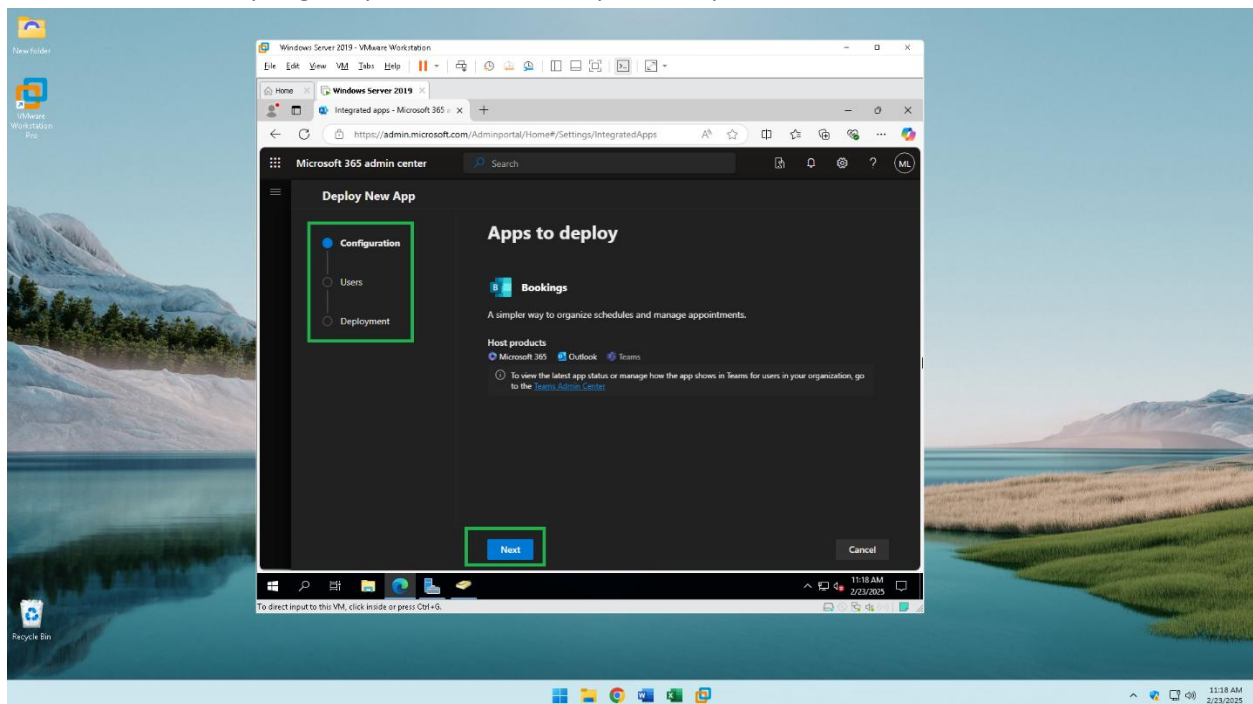 New folder
VMware
Workstation
Pro
Recycle Bin
Windows Server 2019 - VMware Workstation
File Edit View VM Tabs Help
Home
Windows Server 2019
Integrated apps - Microsoft 365
https://admin.microsoft.com/Adminportal/Home#/Settings/IntegratedApps
Microsoft 365 admin center
Search
ML
Deploy New App
Configuration
Users
Deployment
Apps to deploy
Bookings
A simpler way to organize schedules and manage appointments.
Host products
Microsoft 365 Outlook Teams
To view the latest app status or manage how the app shows in Teams for users in your organization, go
to the Teams Admin Center
Next
Cancel
11:18 AM
2/23/2025
To direct input to this VM, click inside or press Ctrl+G.
11:18 AM
2/23/2025